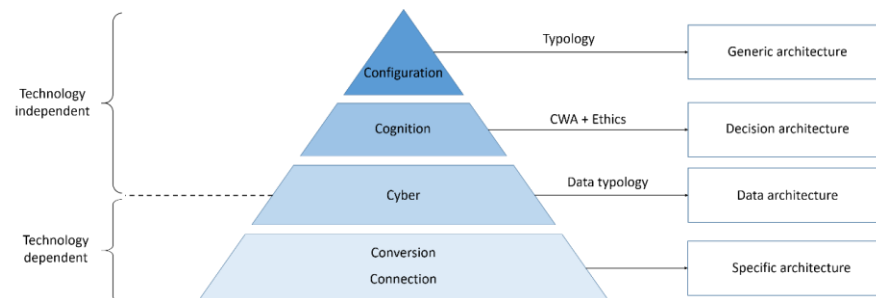 Typology
Configuration
Generic architecture
Technology
independent
CWA + Ethics
Cognition
Decision architecture
Data typology
Cyber
Data architecture
Technology
dependent
Conversion
Connection
Specific architecture